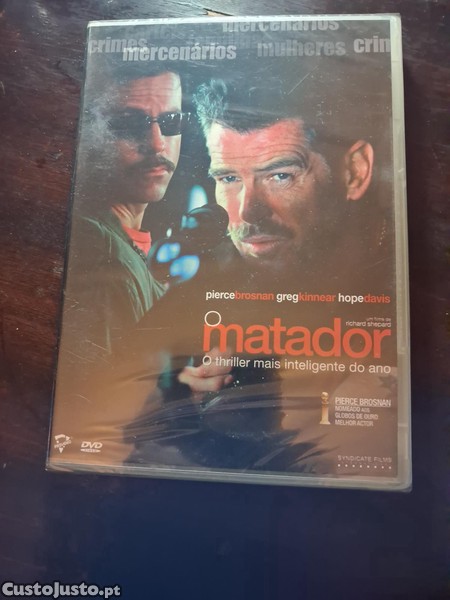 mercenários
crimes mercenários mulheres crim
piercebrosnan gregkinnear hopedavis
um filme de
richard shepard
O matador
O thriller mais inteligente do ano
PIERCE BROSNAN
NOMEADO AOS
GLOBOS DE OURO
MELHOR ACTOR
DVD
SYNDICATE FILMS
CustoJusto.pt